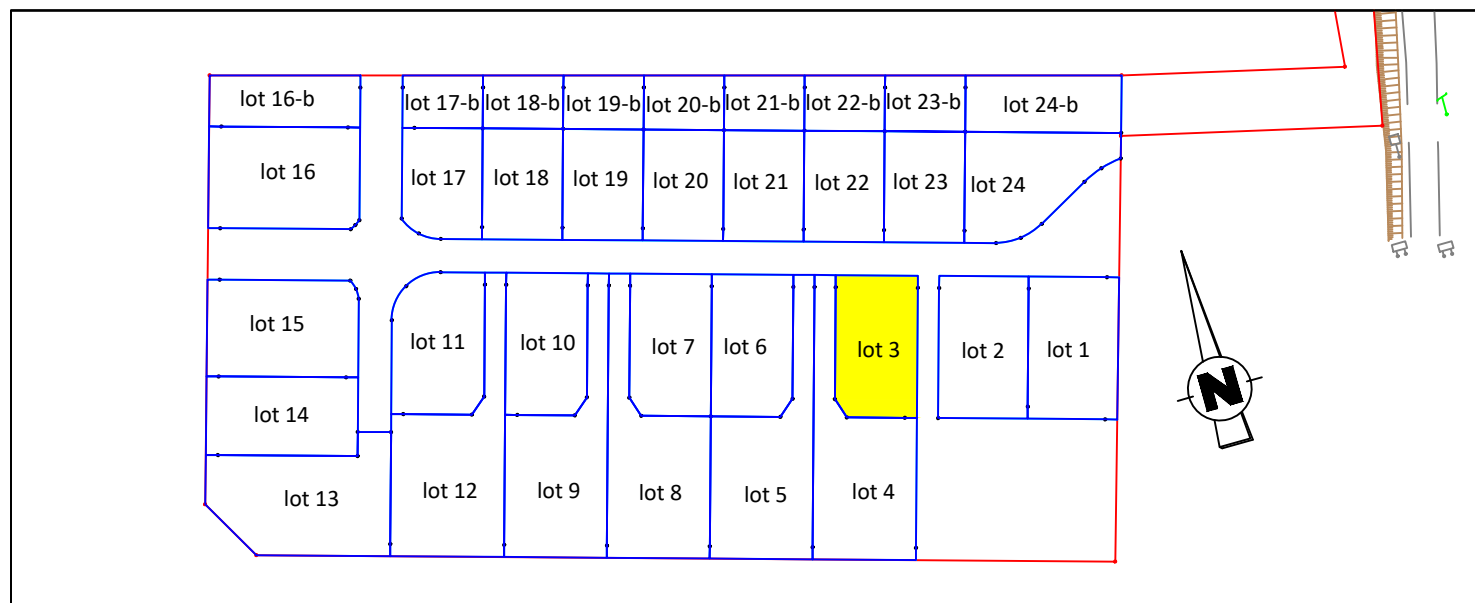 lot 16-b
lot 17-b
lot 18-b
lot 19-b
lot 20-b
lot 21-b
lot 22-b
lot 23-b
lot 24-b
lot 16
lot 17
lot 18
lot 19
lot 20
lot 21
lot 22
lot 23
lot 24
lot 15
lot 11
lot 10
lot 7
lot 6
lot 3
lot 2
lot 1
N
lot 14
lot 13
lot 12
lot 9
lot 8
lot 5
lot 4